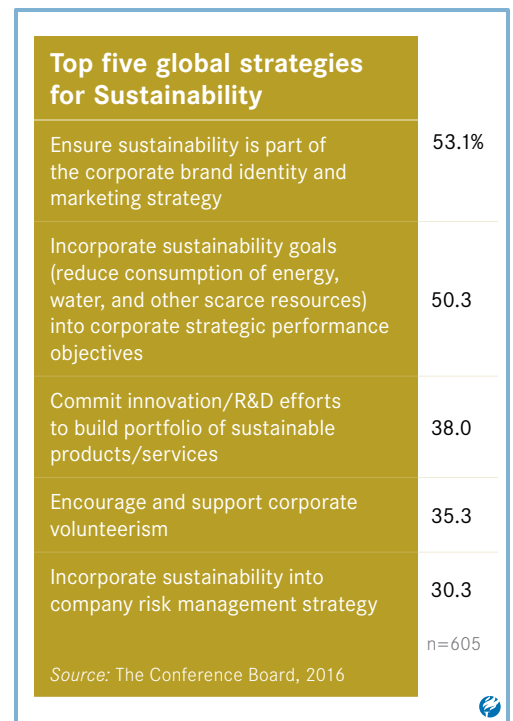 Top five global strategies
for Sustainability
Ensure sustainability is part of
the corporate brand identity and
marketing strategy
53.1%
Incorporate sustainability goals
(reduce consumption of energy,
water, and other scarce resources)
into corporate strategic performance
objectives
50.3
Commit innovation/R&D efforts
to build portfolio of sustainable
products/services
38.0
Encourage and support corporate
volunteerism
35.3
Incorporate sustainability into
company risk management strategy
30.3
n=605
Source: The Conference Board, 2016